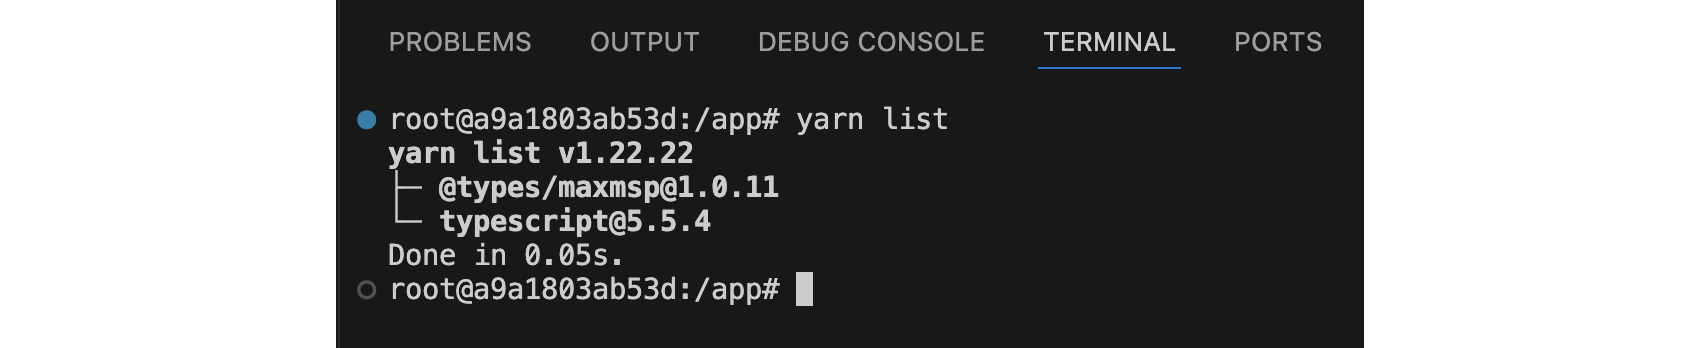 PROBLEMS OUTPUT DEBUG CONSOLE TERMINAL PORTS
root@a9a1803ab53d:/app# yarn list
yarn list v1.22.22
├─ @types/maxmsp@1.0.11
└─ typescript@5.5.4
Done in 0.05s.
root@a9a1803ab53d:/app#